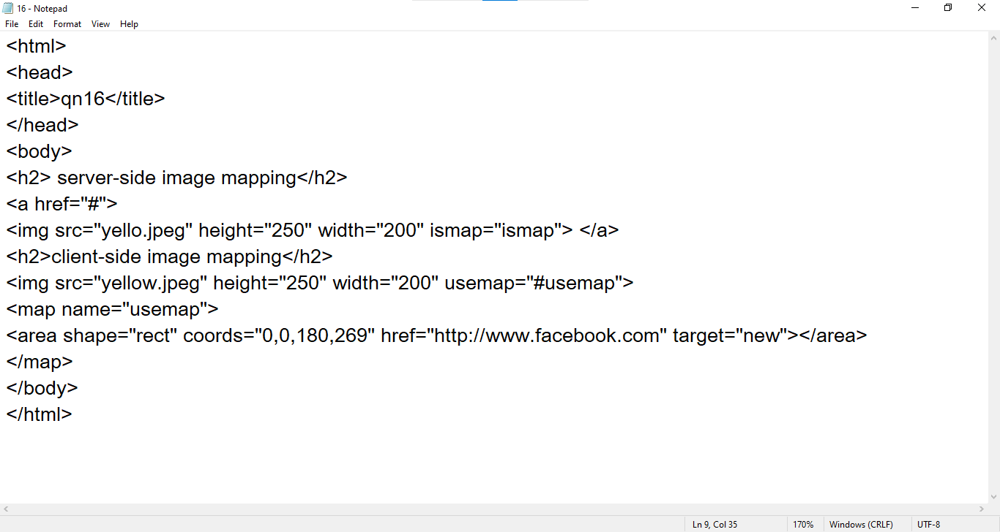 16 - Notepad
File Edit Format View Help
<html>
<head>
<title>qn16</title>
</head>
<body>
<h2> server-side image mapping</h2>
<a href="#">
<img src="yello.jpeg" height="250" width="200" ismap="ismap"> </a>
<h2>client-side image mapping</h2>
<img src="yellow.jpeg" height="250" width="200" usemap="#usemap">
<map name="usemap">
<area shape="rect" coords="0,0,180,269" href="http://www.facebook.com" target="new"></area>
</map>
</body>
</html>
Ln 9, Col 35 170% Windows (CRLF) UTF-8